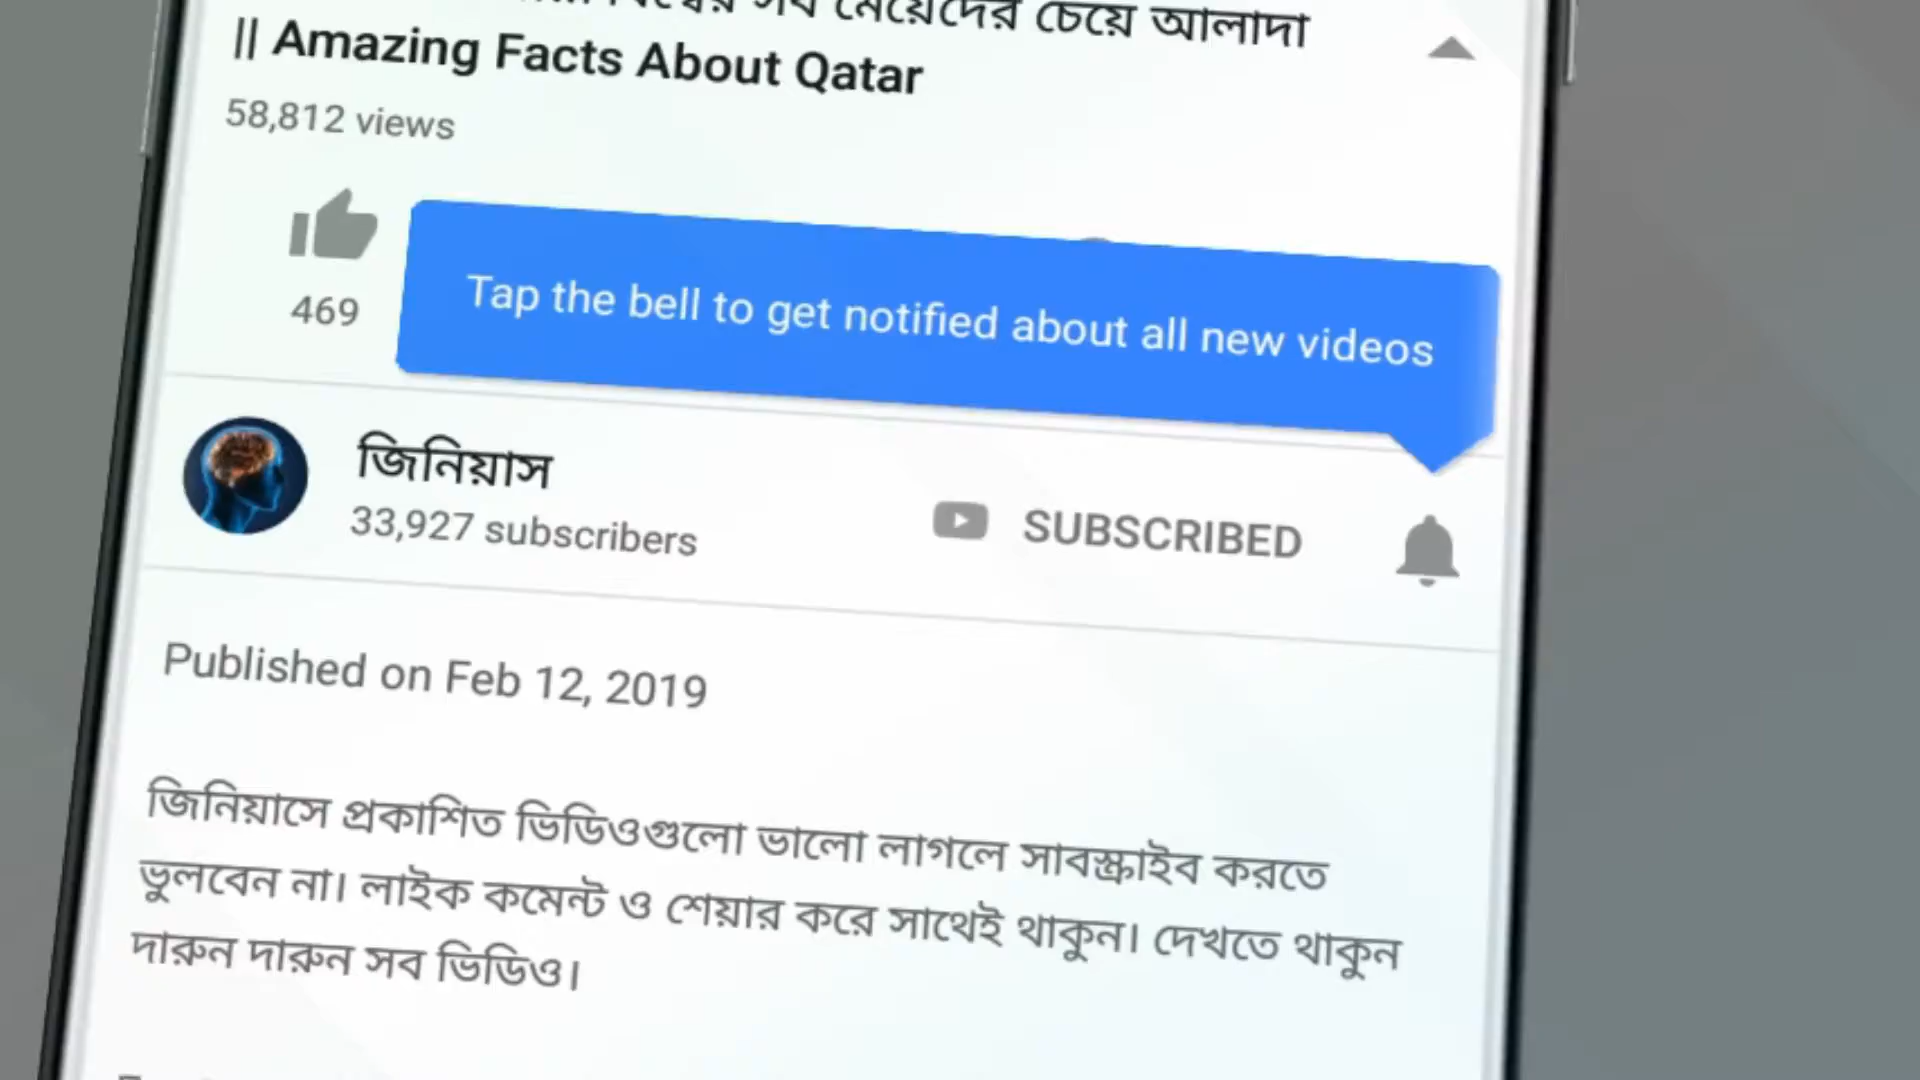 সব মেয়েদের চেয়ে আলাদা
|| Amazing Facts About Qatar
58,812 views
469
Tap the bell to get notified about all new videos
জিনিয়াস
33,927 subscribers
SUBSCRIBED
Published on Feb 12, 2019
জিনিয়াসে প্রকাশিত ভিডিওগুলো ভালো লাগলে সাবস্ক্রাইব করতে
ভুলবেন না। লাইক কমেন্ট ও শেয়ার করে সাথেই থাকুন। দেখতে থাকুন
দারুন দারুন সব ভিডিও।